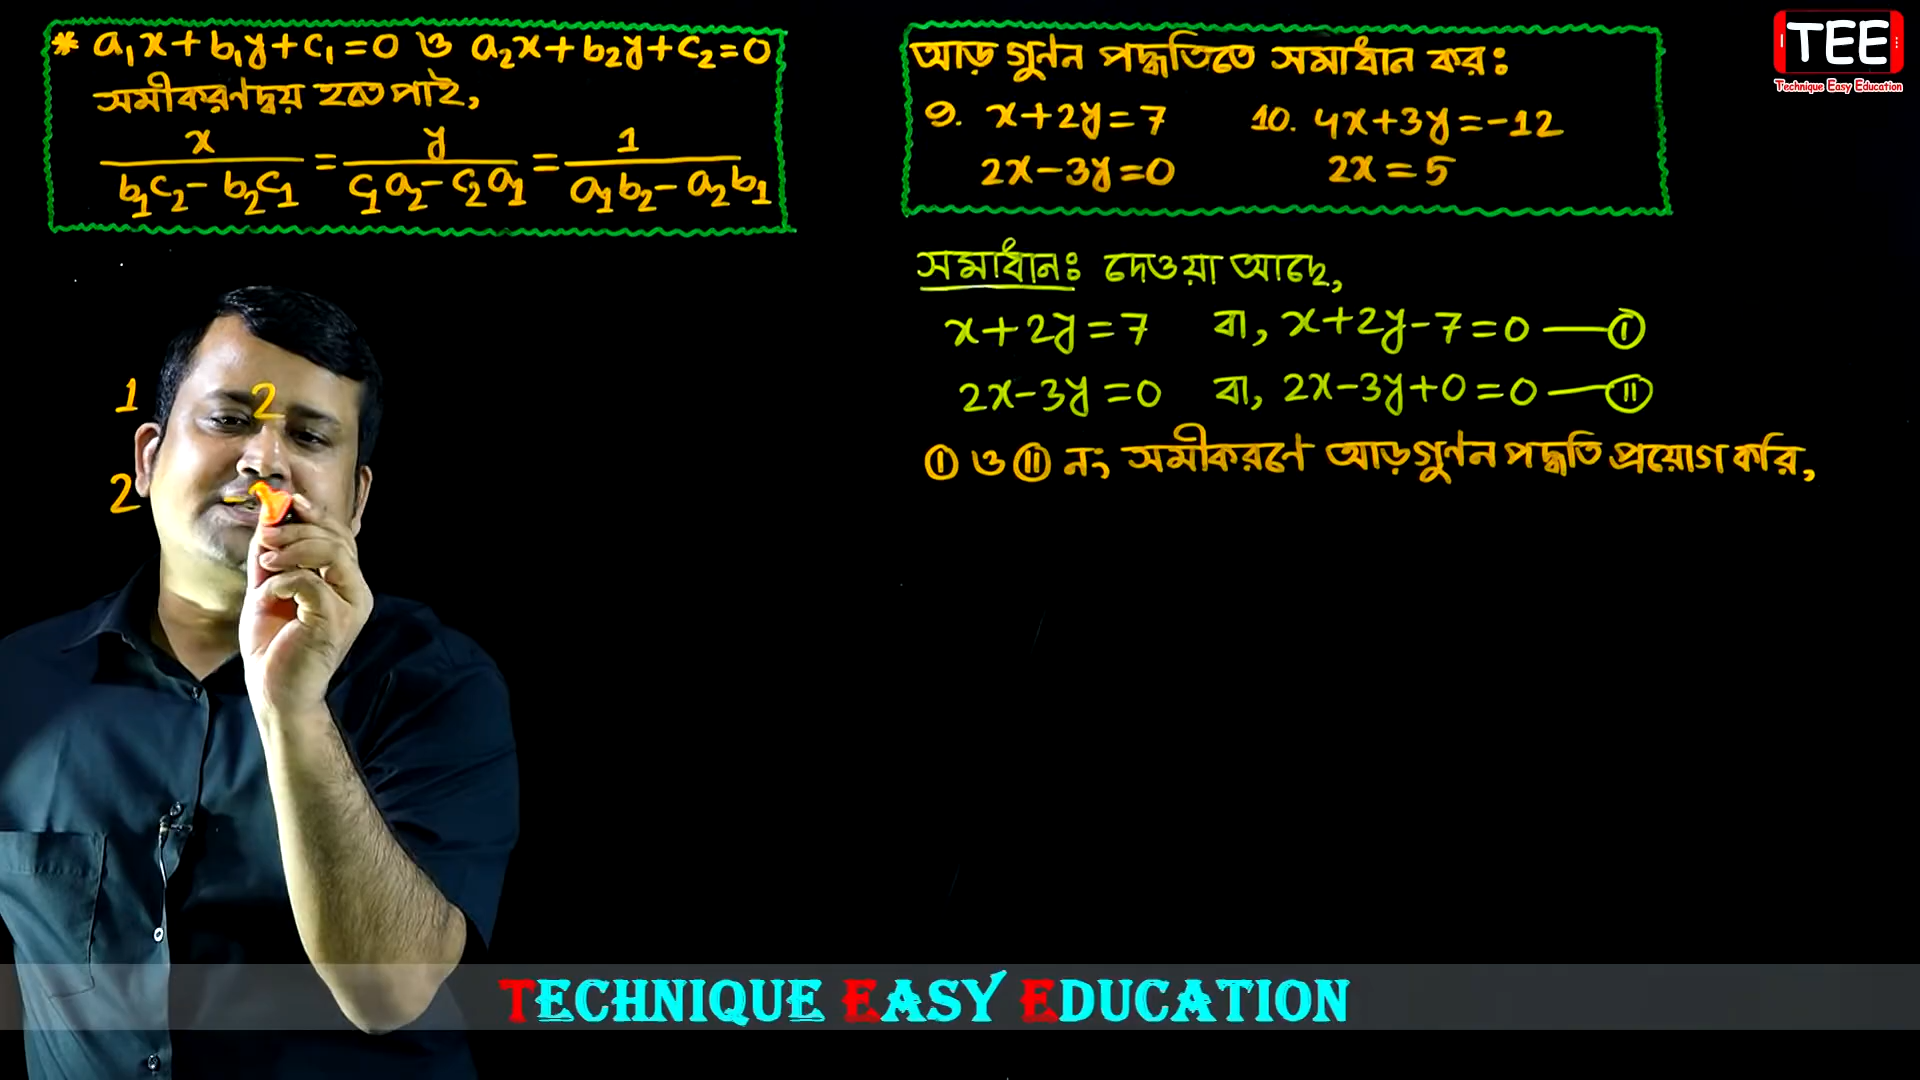 * a₁x+b₁y+c₁=0 ও a₂x+b₂y+c₂=0
সমীকরণদ্বয় হতে পাই,
x/(b₁c₂-b₂c₁) = y/(c₁a₂-c₂a₁) = 1/(a₁b₂-a₂b₁)
আড় গুণন পদ্ধতিতে সমাধান কর:
9. x+2y=7 10. 4x+3y=-12
2x-3y=0 2x=5
TEE
Technique Easy Education
সমাধান: দেওয়া আছে,
x+2y=7 বা, x+2y-7=0 — (i)
2x-3y=0 বা, 2x-3y+0=0 — (ii)
(i) ও (ii) নং সমীকরণে আড়গুণন পদ্ধতি প্রয়োগ করি,
1 2
2 -
TECHNIQUE EASY EDUCATION